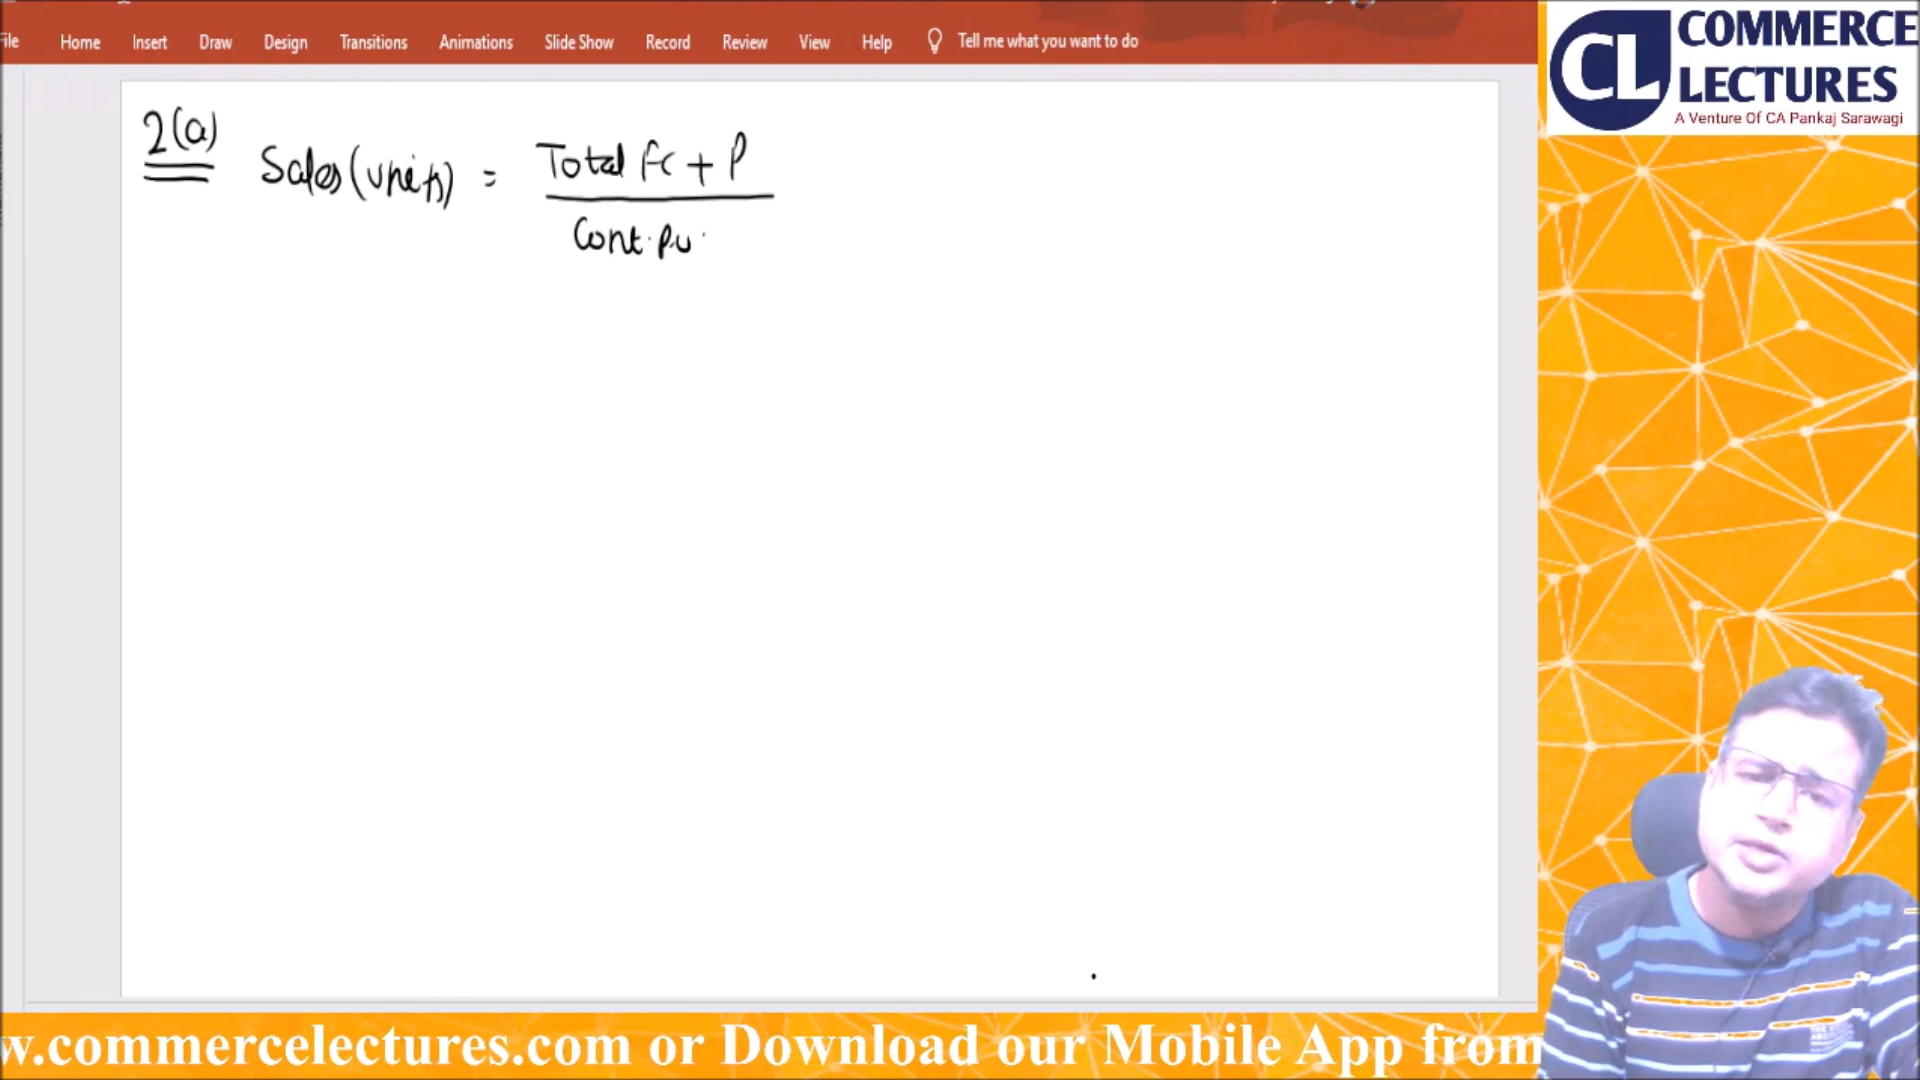 File Home Insert Draw Design Transitions Animations Slide Show Record Review View Help Tell me what you want to do
CL COMMERCE
LECTURES
A Venture Of CA Pankaj Sarawagi
2(a)
Sales (units) = Total FC + P
Cont. p.u.
w.commercelectures.com or Download our Mobile App from